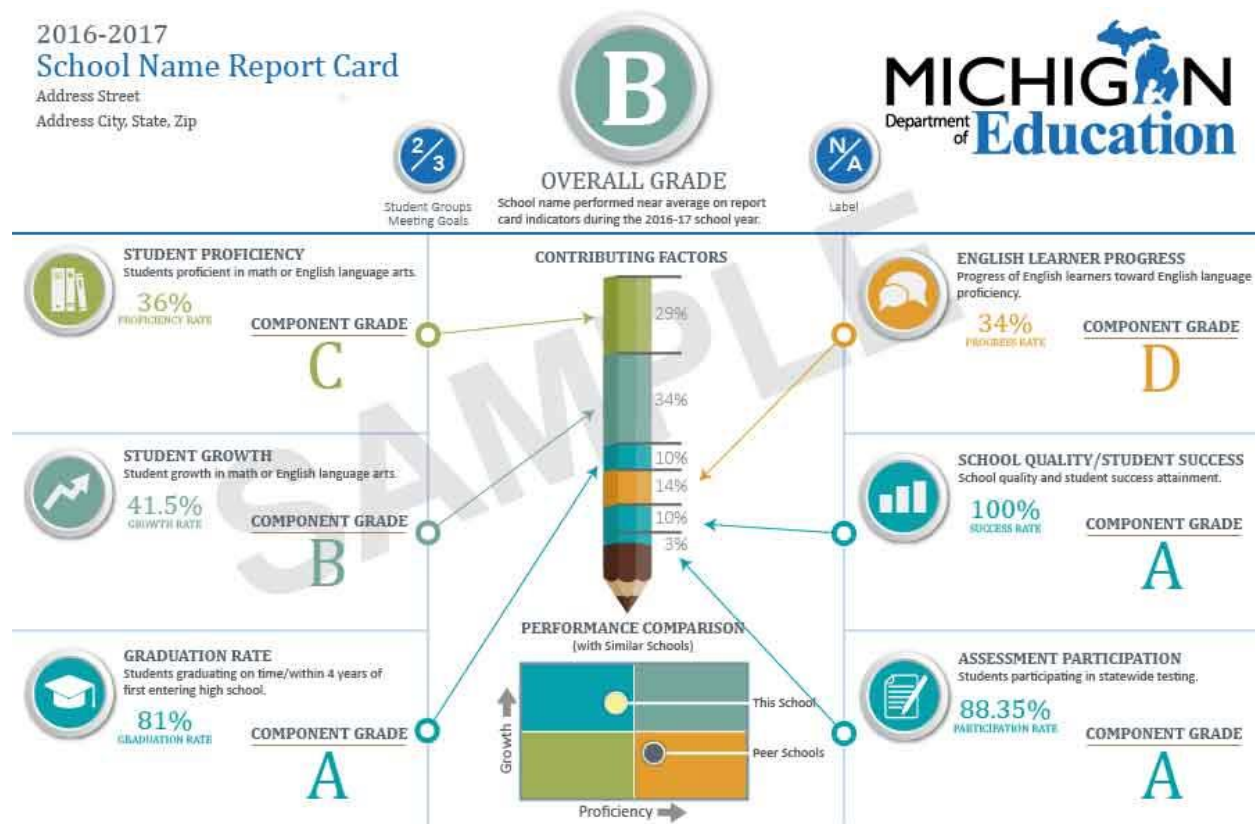 2016-2017
School Name Report Card
Address Street
Address City, State, Zip
2/3
Student Groups
Meeting Goals
B
OVERALL GRADE
School name performed near average on report
card indicators during the 2016-17 school year.
N/A
Label
MICHIGAN
Department
of Education
SAMPLE
STUDENT PROFICIENCY
Students proficient in math or English language arts.
36%
PROFICIENCY RATE
COMPONENT GRADE
C
STUDENT GROWTH
Student growth in math or English language arts.
41.5%
GROWTH RATE
COMPONENT GRADE
B
GRADUATION RATE
Students graduating on time/within 4 years of
first entering high school.
81%
GRADUATION RATE
COMPONENT GRADE
A
CONTRIBUTING FACTORS
29%
34%
10%
14%
10%
3%
PERFORMANCE COMPARISON
(with Similar Schools)
Growth
This School
Peer Schools
Proficiency
ENGLISH LEARNER PROGRESS
Progress of English learners toward English language
proficiency.
34%
PROGRESS RATE
COMPONENT GRADE
D
SCHOOL QUALITY/STUDENT SUCCESS
School quality and student success attainment.
100%
SUCCESS RATE
COMPONENT GRADE
A
ASSESSMENT PARTICIPATION
Students participating in statewide testing.
88.35%
PARTICIPATION RATE
COMPONENT GRADE
A